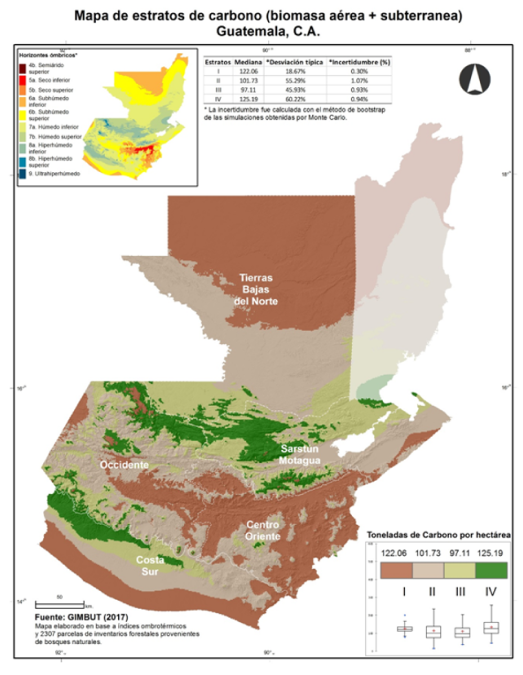 Mapa de estratos de carbono (biomasa aérea + subterranea)
Guatemala, C.A.
Horizontes ómbricos*
4b. Semiárido
superior
5a. Seco inferior
5b. Seco superior
6a. Subhúmedo
inferior
6b. Subhúmedo
superior
7a. Húmedo inferior
7b. Húmedo superior
8a. Hiperhúmedo
inferior
8b. Hiperhúmedo
superior
9. Ultrahiperhúmedo
Estratos Mediana *Desviación típica *Incertidumbre (%)
I 122.06 18.67% 0.30%
II 101.73 55.29% 1.07%
III 97.11 45.93% 0.93%
IV 125.19 60.22% 0.94%
* La incertidumbre fue calculada con el método de bootstrap
de las simulaciones obtenidas por Monte Carlo.
Tierras
Bajas
del Norte
Sarstun
Motagua
Occidente
Centro
Oriente
Costa
Sur
Toneladas de Carbono por hectárea
122.06 101.73 97.11 125.19
I II III IV
50
km.
Fuente: GIMBUT (2017)
Mapa elaborado en base a índices ombrotérmicos
y 2307 parcelas de inventarios forestales provenientes
de bosques naturales.